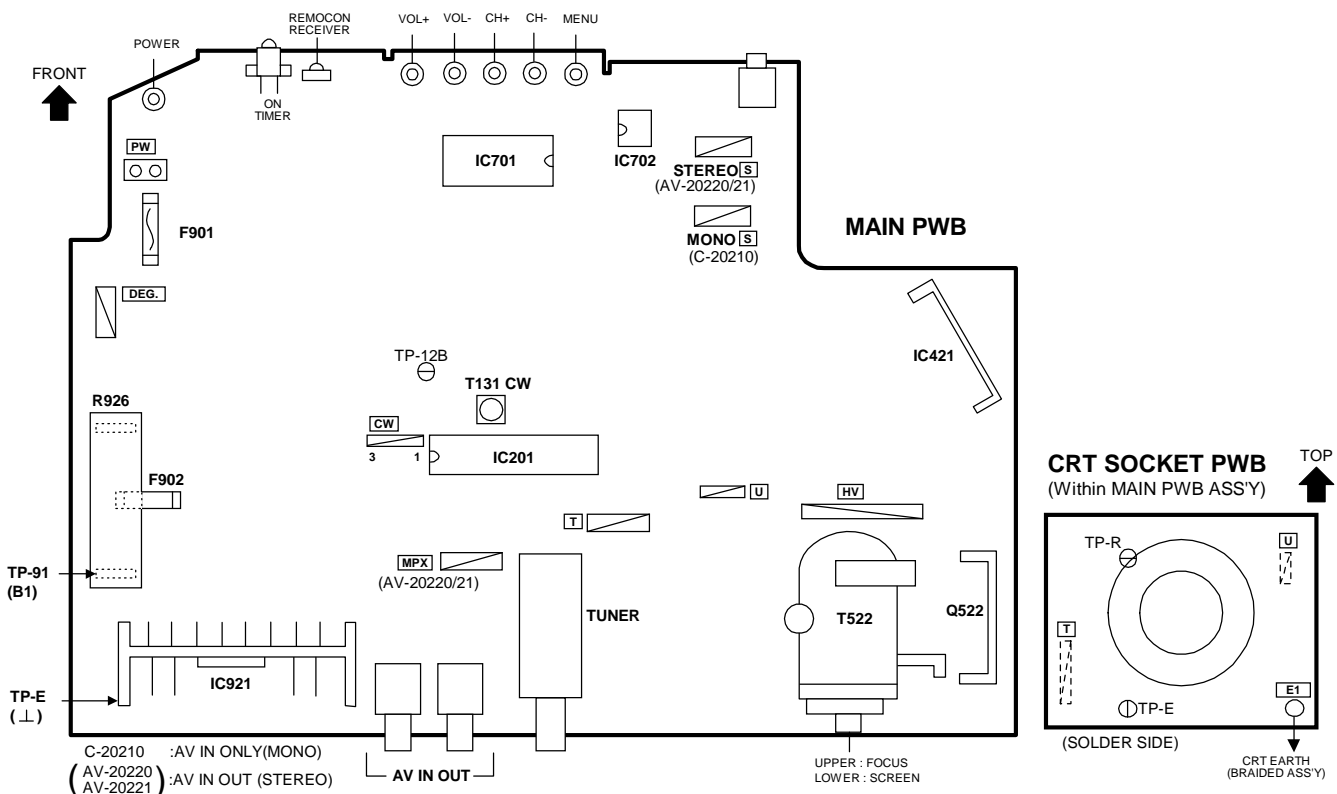 REMOCON
RECEIVER
VOL+ VOL- CH+ CH- MENU
POWER
FRONT
ON
TIMER
PW
IC701
IC702
STEREO S
(AV-20220/21)
F901
MONO S
(C-20210)
MAIN PWB
DEG.
IC421
TP-12B
T131 CW
R926
CW
3 1
IC201
F902
CRT SOCKET PWB
(Within MAIN PWB ASS'Y)
TOP
U
HV
T
TP-R
U
MPX
(AV-20220/21)
TP-91
(B1)
TUNER
T522
Q522
T
IC921
TP-E
(⊥)
E1
TP-E
(SOLDER SIDE)
CRT EARTH
(BRAIDED ASS'Y)
C-20210 :AV IN ONLY(MONO)
(AV-20220
AV-20221) :AV IN OUT (STEREO)
AV IN OUT
UPPER : FOCUS
LOWER : SCREEN